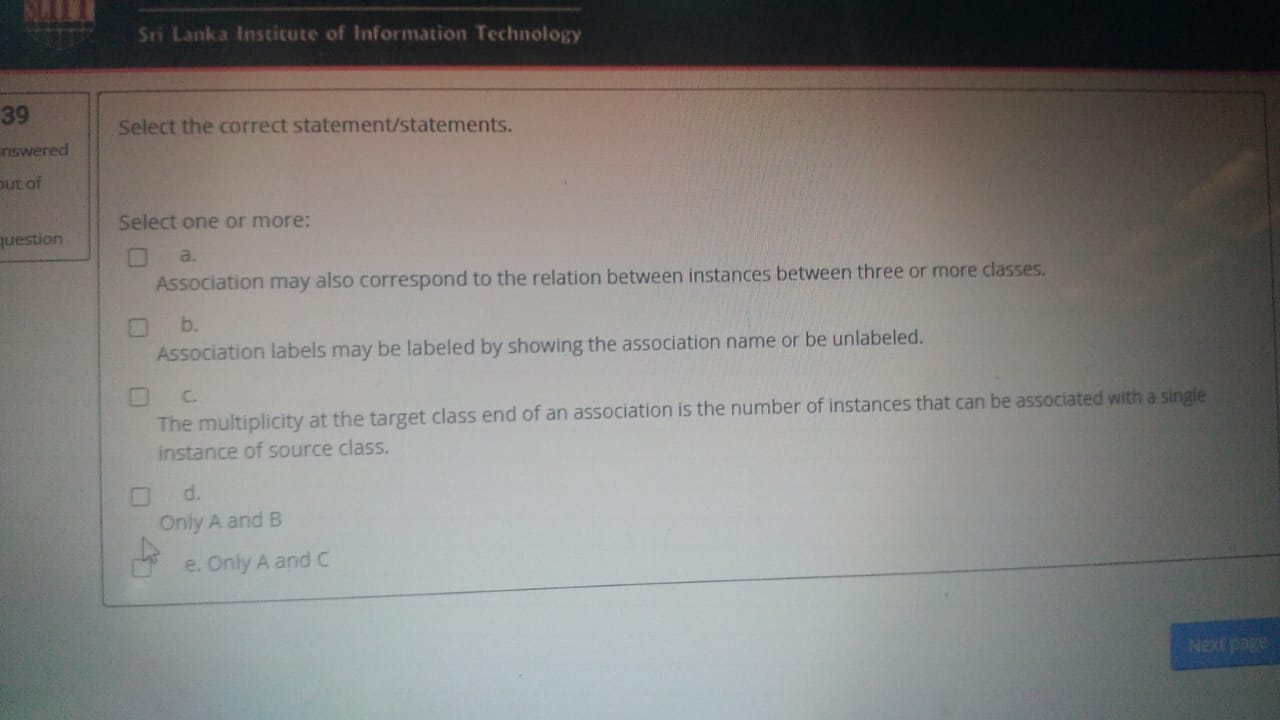 SLIIT
Sri Lanka Institute of Information Technology
39
nswered
out of
question
Select the correct statement/statements.
Select one or more:
a.
Association may also correspond to the relation between instances between three or more classes.
b.
Association labels may be labeled by showing the association name or be unlabeled.
c.
The multiplicity at the target class end of an association is the number of instances that can be associated with a single
instance of source class.
d.
Only A and B
e. Only A and C
Next page